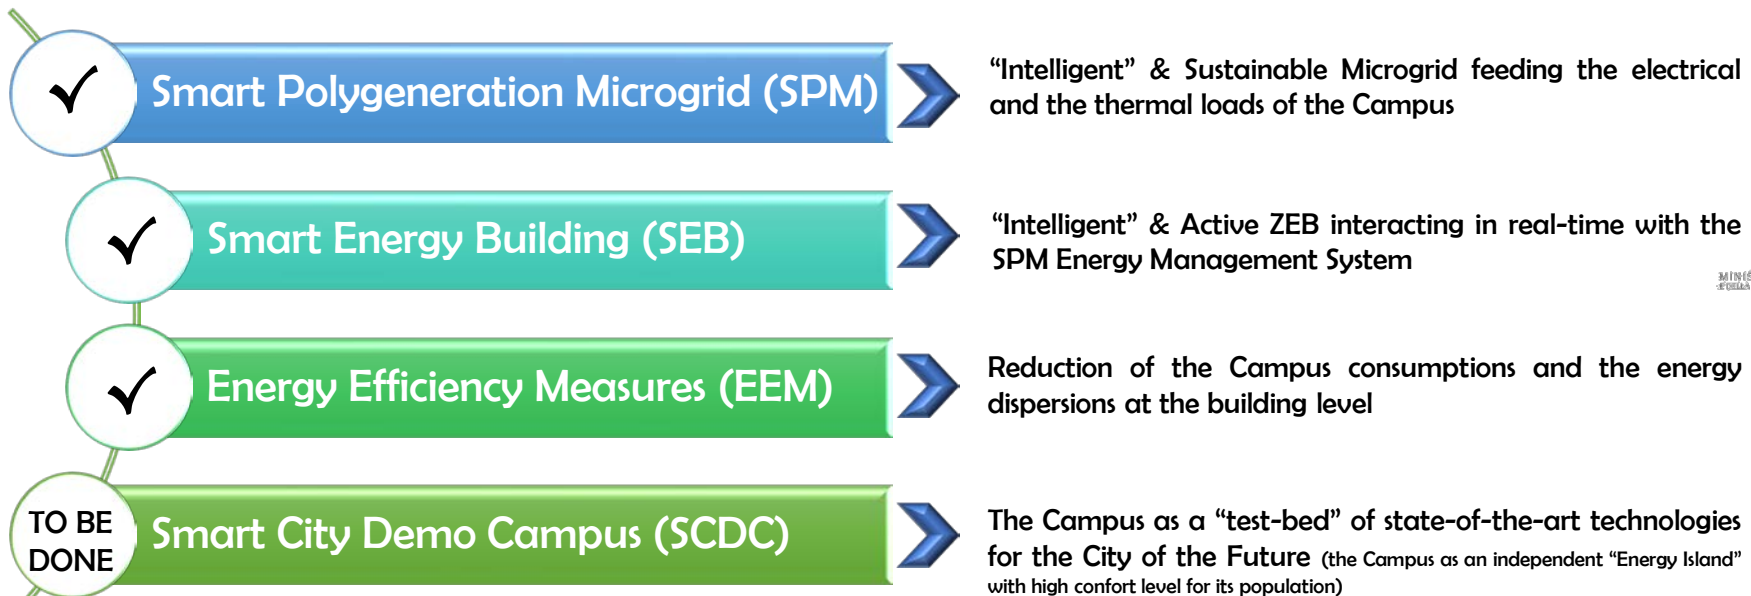 Smart Polygeneration Microgrid (SPM)
“Intelligent” & Sustainable Microgrid feeding the electrical
and the thermal loads of the Campus
Smart Energy Building (SEB)
“Intelligent” & Active ZEB interacting in real-time with the
SPM Energy Management System
Energy Efficiency Measures (EEM)
Reduction of the Campus consumptions and the energy
dispersions at the building level
TO BE
DONE
Smart City Demo Campus (SCDC)
The Campus as a “test-bed” of state-of-the-art technologies
for the City of the Future (the Campus as an independent “Energy Island”
with high confort level for its population)